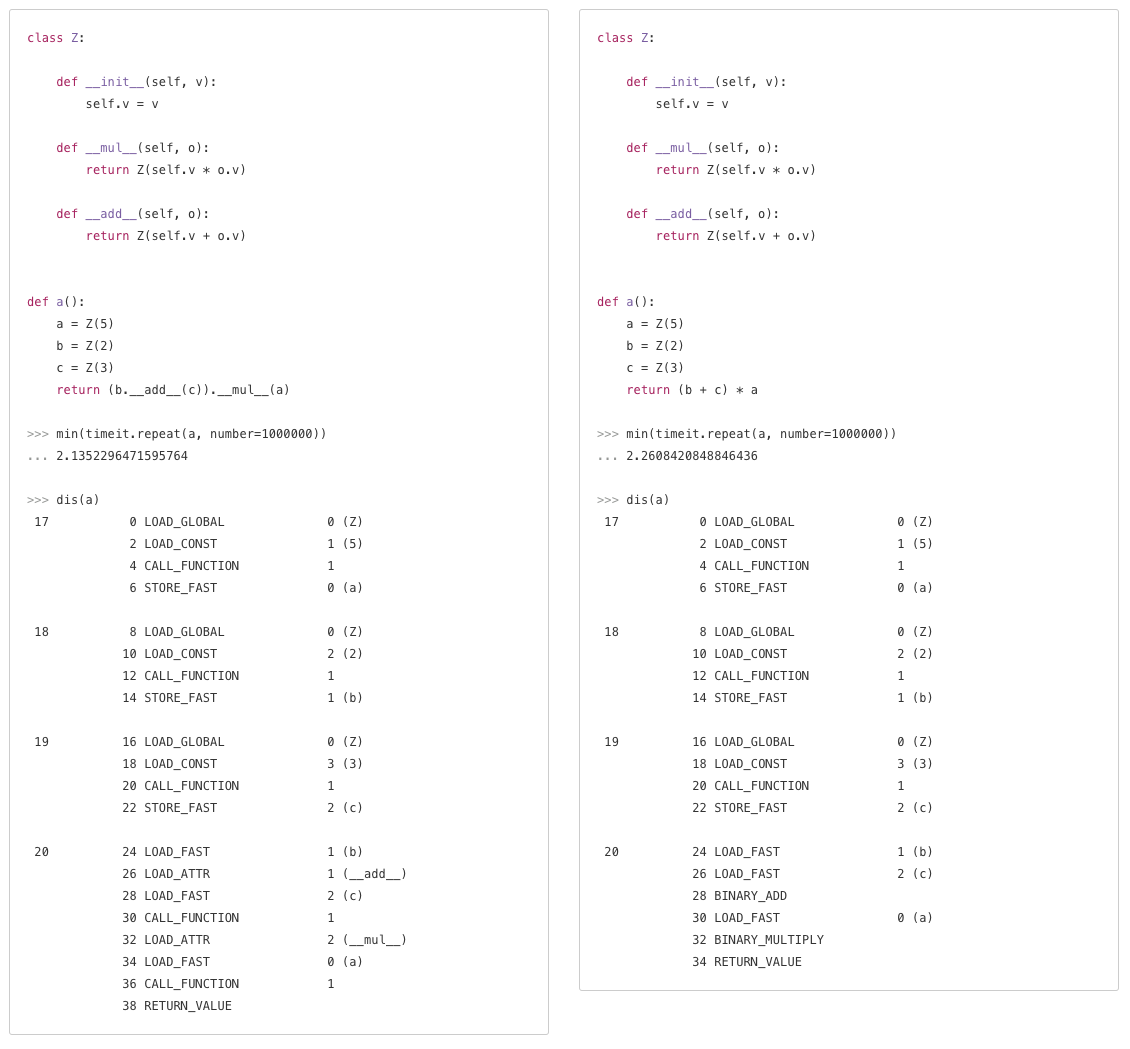 class Z:
    def __init__(self, v):
        self.v = v
    def __mul__(self, o):
        return Z(self.v * o.v)
    def __add__(self, o):
        return Z(self.v + o.v)
def a():
    a = Z(5)
    b = Z(2)
    c = Z(3)
    return (b.__add__(c)).__mul__(a)
>>> min(timeit.repeat(a, number=1000000))
... 2.1352296471595764
>>> dis(a)
 17           0 LOAD_GLOBAL              0 (Z)
              2 LOAD_CONST               1 (5)
              4 CALL_FUNCTION            1
              6 STORE_FAST               0 (a)
 18           8 LOAD_GLOBAL              0 (Z)
             10 LOAD_CONST               2 (2)
             12 CALL_FUNCTION            1
             14 STORE_FAST               1 (b)
 19          16 LOAD_GLOBAL              0 (Z)
             18 LOAD_CONST               3 (3)
             20 CALL_FUNCTION            1
             22 STORE_FAST               2 (c)
 20          24 LOAD_FAST                1 (b)
             26 LOAD_ATTR                1 (__add__)
             28 LOAD_FAST                2 (c)
             30 CALL_FUNCTION            1
             32 LOAD_ATTR                2 (__mul__)
             34 LOAD_FAST                0 (a)
             36 CALL_FUNCTION            1
             38 RETURN_VALUE
class Z:
    def __init__(self, v):
        self.v = v
    def __mul__(self, o):
        return Z(self.v * o.v)
    def __add__(self, o):
        return Z(self.v + o.v)
def a():
    a = Z(5)
    b = Z(2)
    c = Z(3)
    return (b + c) * a
>>> min(timeit.repeat(a, number=1000000))
... 2.2608420848846436
>>> dis(a)
 17           0 LOAD_GLOBAL              0 (Z)
              2 LOAD_CONST               1 (5)
              4 CALL_FUNCTION            1
              6 STORE_FAST               0 (a)
 18           8 LOAD_GLOBAL              0 (Z)
             10 LOAD_CONST               2 (2)
             12 CALL_FUNCTION            1
             14 STORE_FAST               1 (b)
 19          16 LOAD_GLOBAL              0 (Z)
             18 LOAD_CONST               3 (3)
             20 CALL_FUNCTION            1
             22 STORE_FAST               2 (c)
 20          24 LOAD_FAST                1 (b)
             26 LOAD_FAST                2 (c)
             28 BINARY_ADD
             30 LOAD_FAST                0 (a)
             32 BINARY_MULTIPLY
             34 RETURN_VALUE